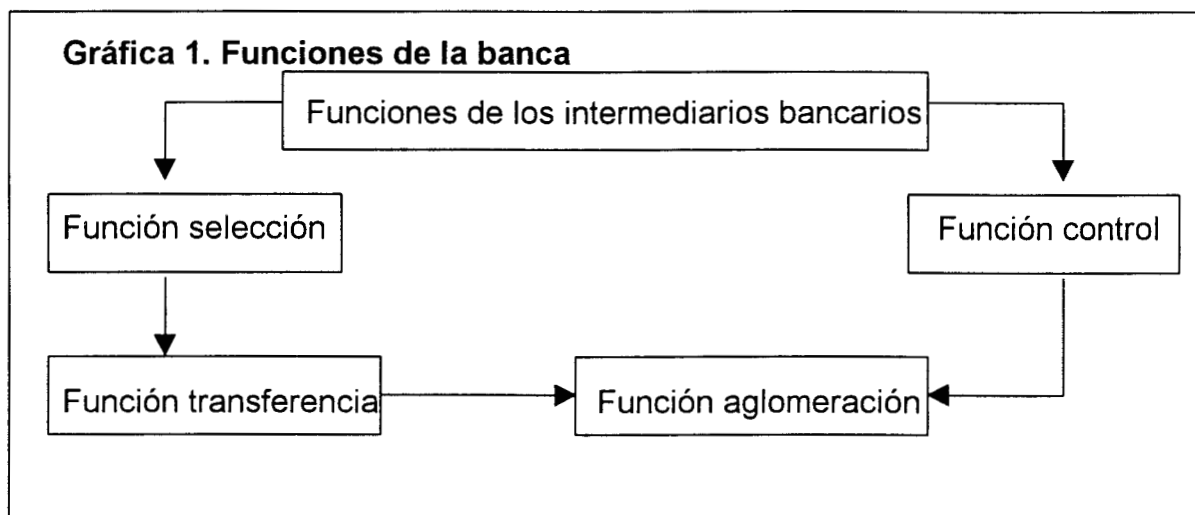 Gráfica 1. Funciones de la banca
Funciones de los intermediarios bancarios
Función selección
Función control
Función transferencia
Función aglomeración